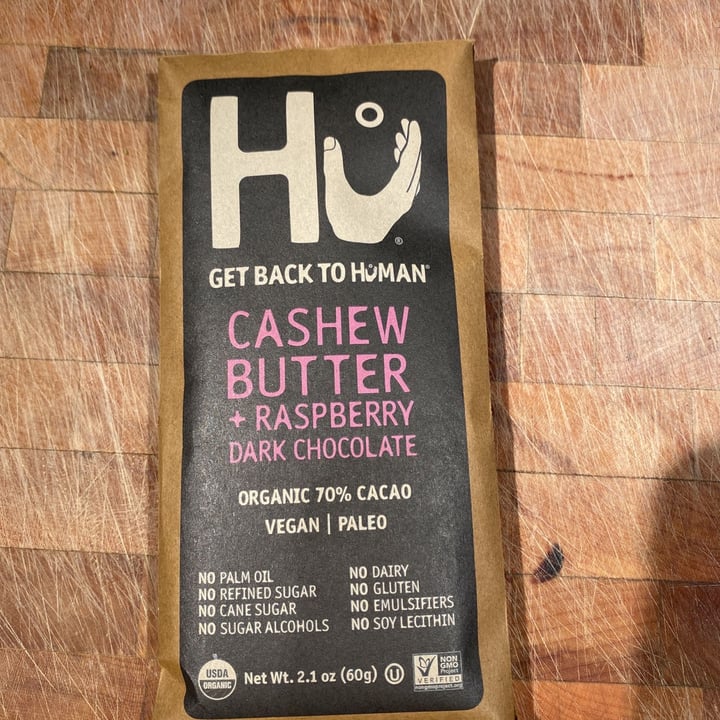 HU®
GET BACK TO HUMAN®
CASHEW
BUTTER
+ RASPBERRY
DARK CHOCOLATE
ORGANIC 70% CACAO
VEGAN | PALEO
NO PALM OIL
NO REFINED SUGAR
NO CANE SUGAR
NO SUGAR ALCOHOLS
NO DAIRY
NO GLUTEN
NO EMULSIFIERS
NO SOY LECITHIN
USDA
ORGANIC
Net Wt. 2.1 oz (60g)
U
NON
GMO
Project
VERIFIED
nongmoproject.org